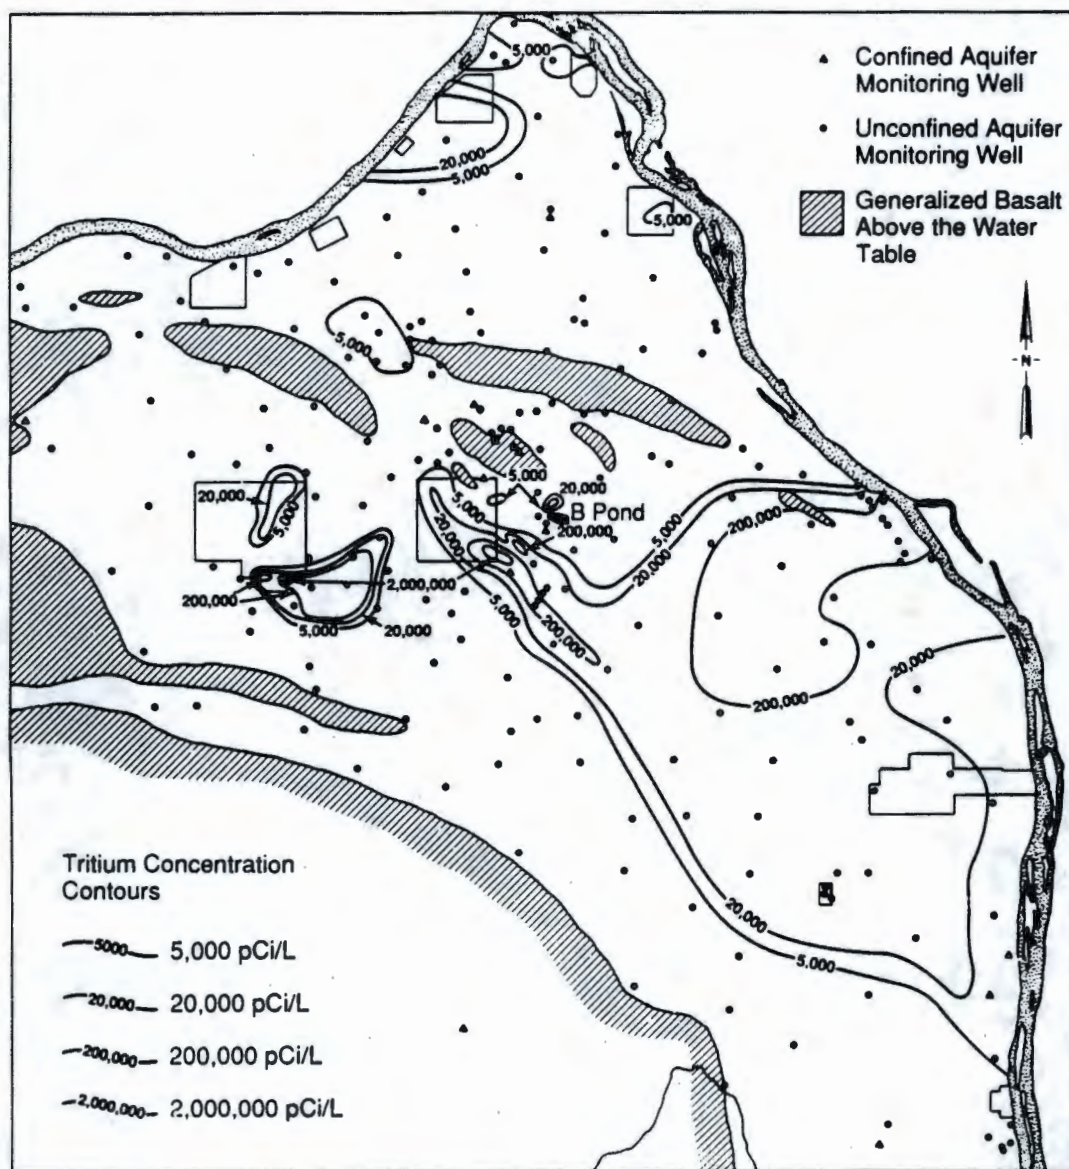 5,000
Confined Aquifer
Monitoring Well
Unconfined Aquifer
Monitoring Well
20,000
5,000
Generalized Basalt
Above the Water
Table
5,000
N
5,000
5,000
20,000
5,000
20,000
5,000
B Pond
200,000
5,000
20,000
200,000
20,000
5,000
200,000
2,000,000
5,000
20,000
5,000
200,000
20,000
200,000
Tritium Concentration
Contours
5000 5,000 pCi/L
20,000 20,000 pCi/L
200,000 200,000 pCi/L
2,000,000 2,000,000 pCi/L
20,000
5,000